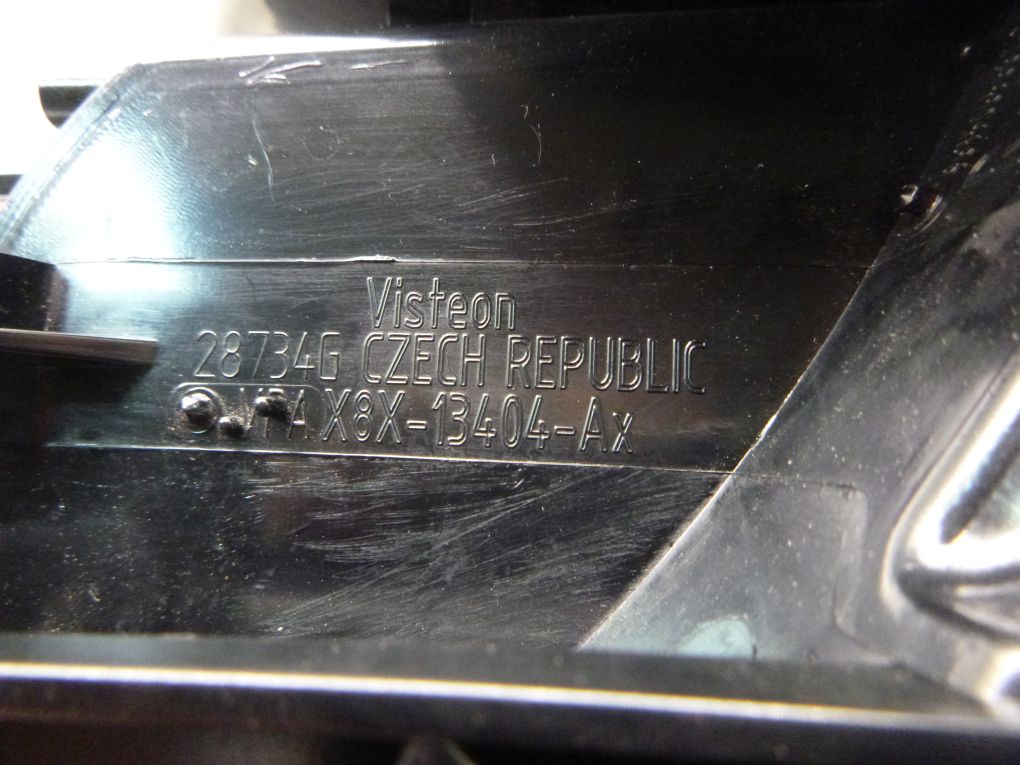 Visteon
28734G CZECH REPUBLIC
X8X-13404-Ax